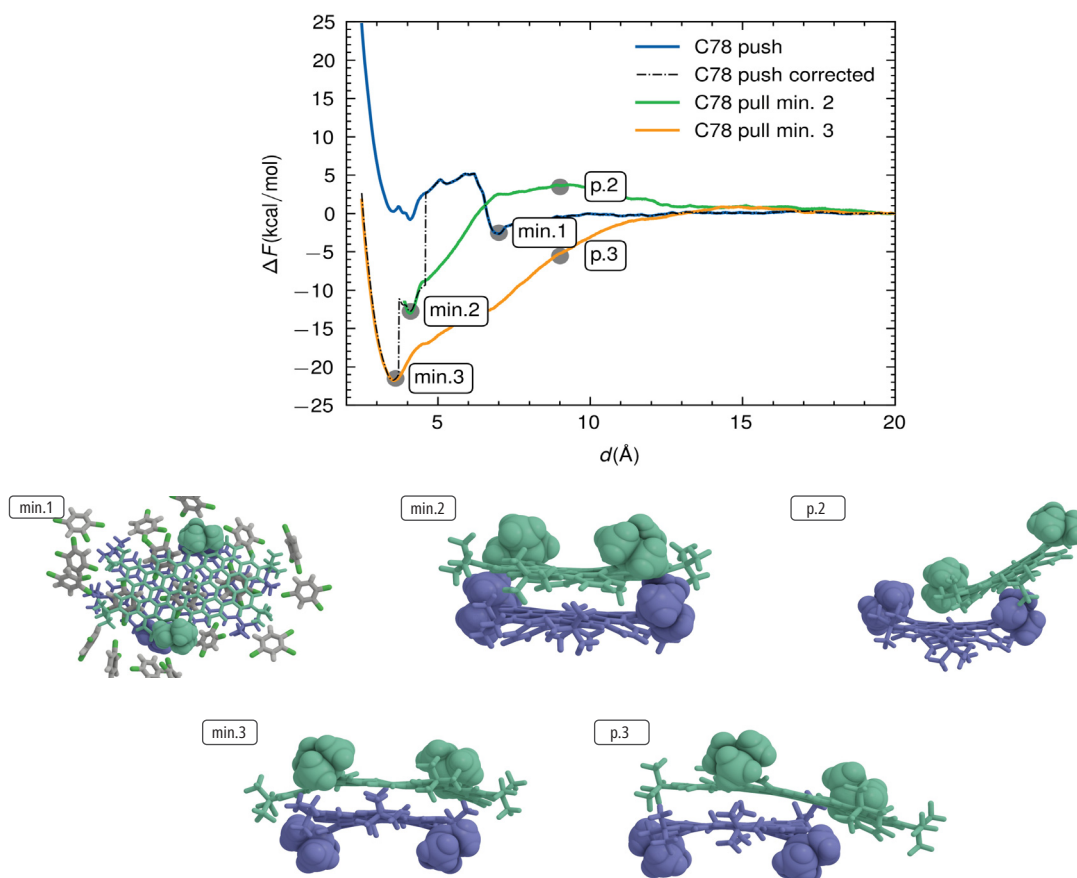 25
20
15
10
5
0
−5
−10
−15
−20
−25
ΔF(kcal/mol)
C78 push
C78 push corrected
C78 pull min. 2
C78 pull min. 3
p.2
min.1
p.3
min.2
min.3
5
10
15
20
d(Å)
min.1
min.2
p.2
min.3
p.3